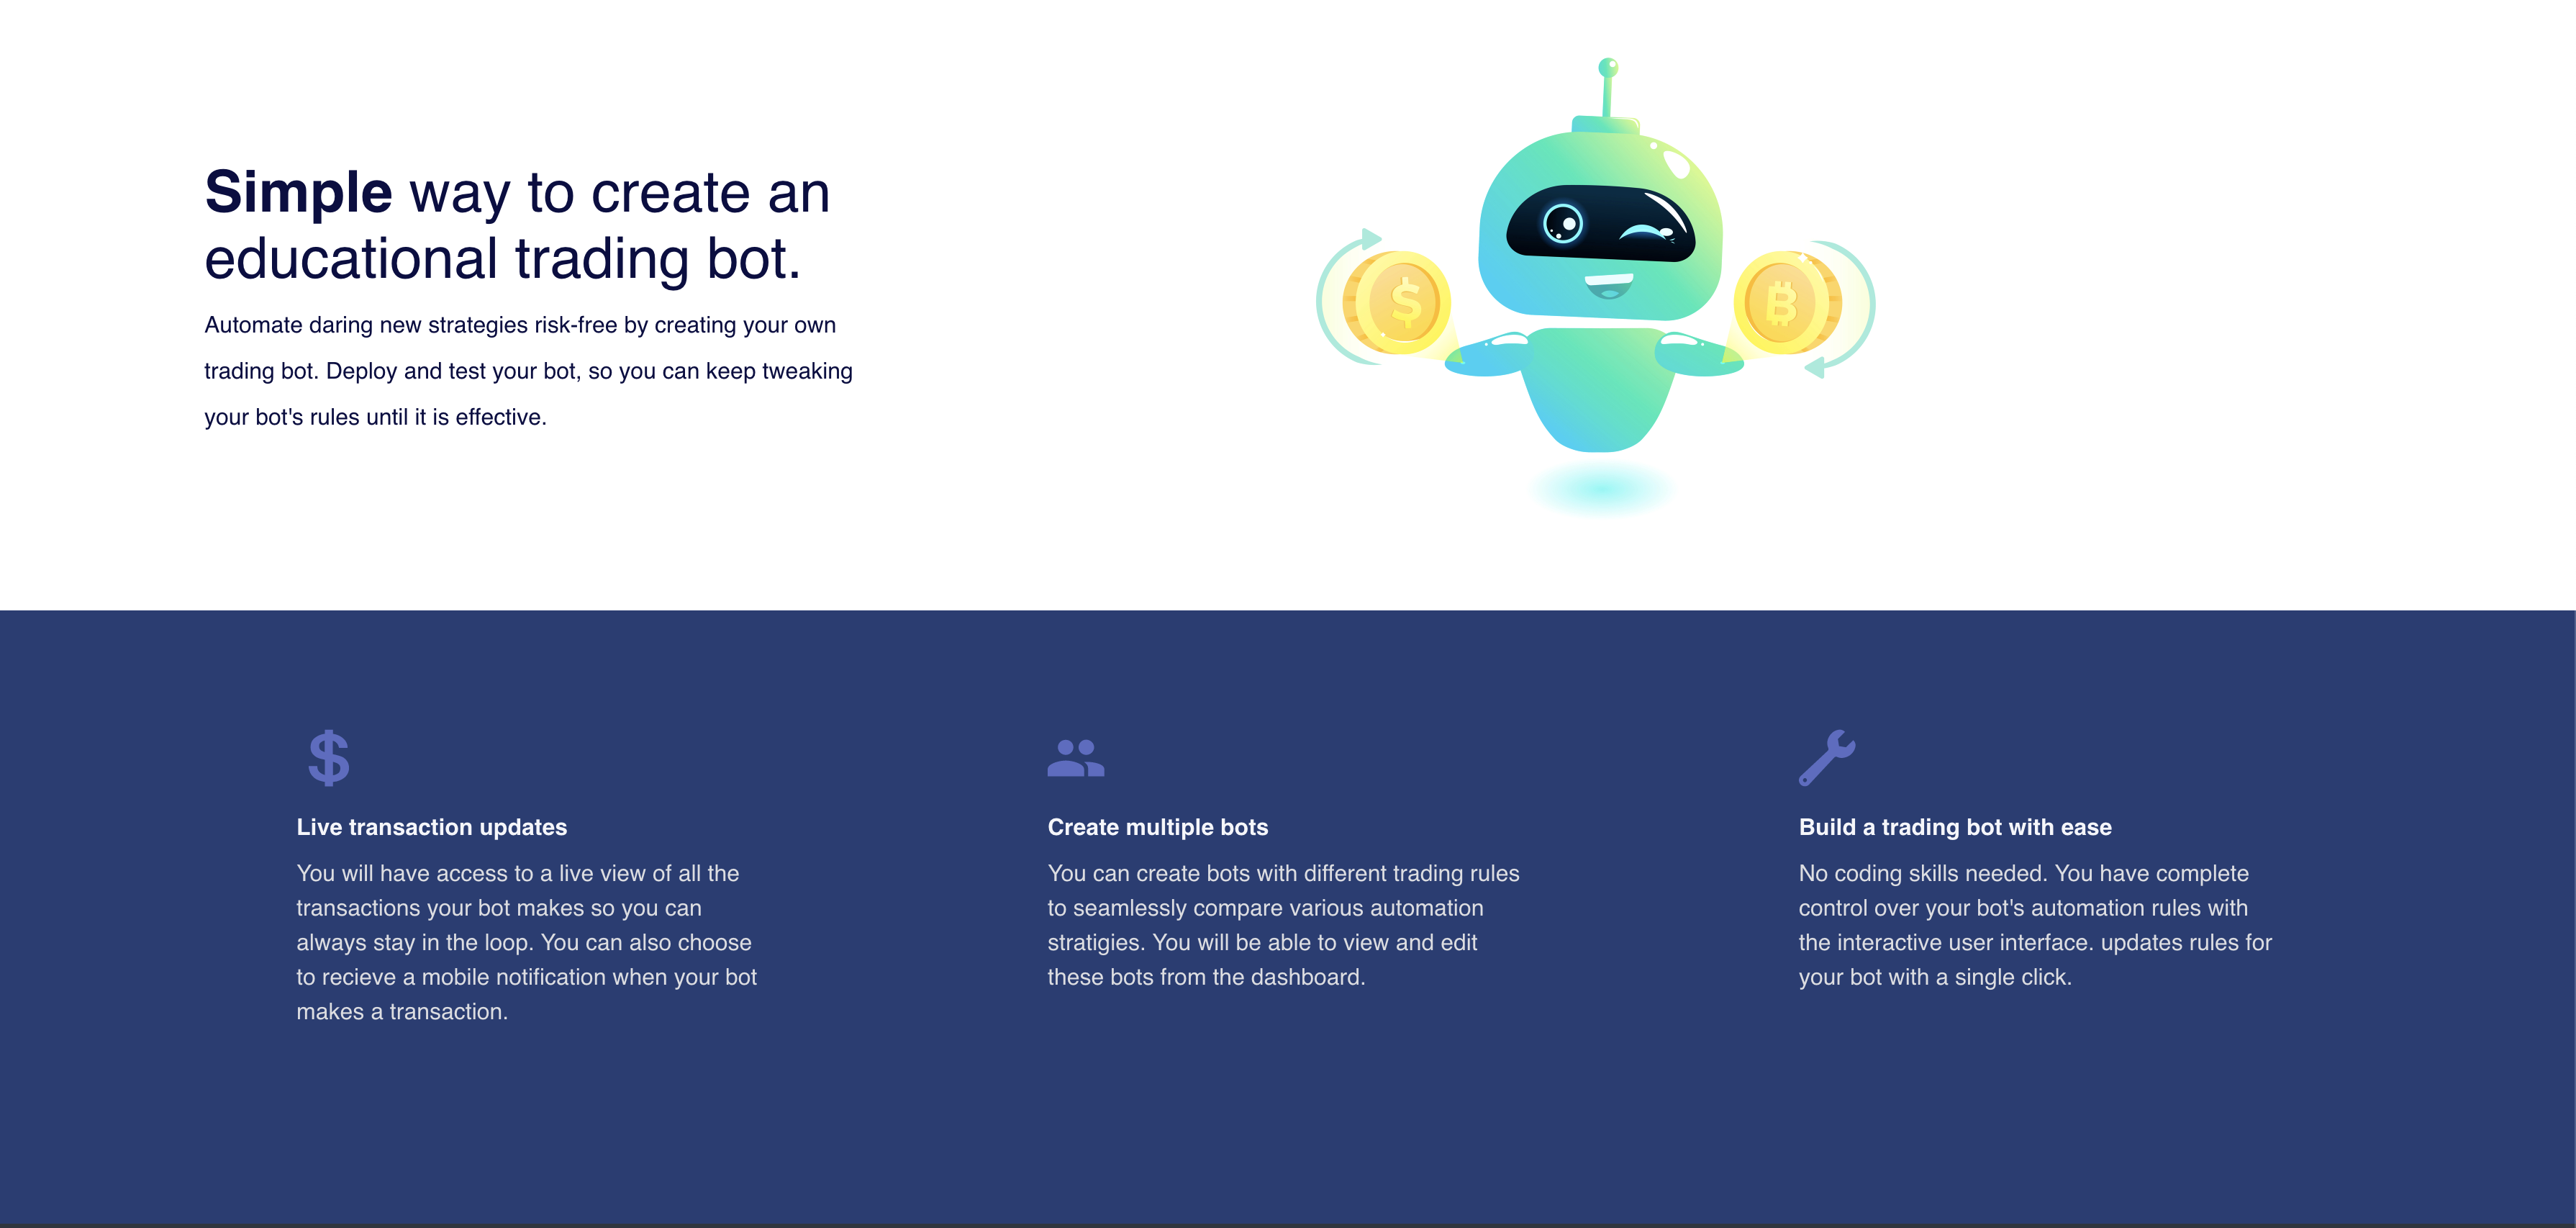 Simple way to create an
educational trading bot.
Automate daring new strategies risk-free by creating your own
trading bot. Deploy and test your bot, so you can keep tweaking
your bot's rules until it is effective.
$
₿
$
Live transaction updates
You will have access to a live view of all the
transactions your bot makes so you can
always stay in the loop. You can also choose
to recieve a mobile notification when your bot
makes a transaction.
Create multiple bots
You can create bots with different trading rules
to seamlessly compare various automation
stratigies. You will be able to view and edit
these bots from the dashboard.
Build a trading bot with ease
No coding skills needed. You have complete
control over your bot's automation rules with
the interactive user interface. updates rules for
your bot with a single click.